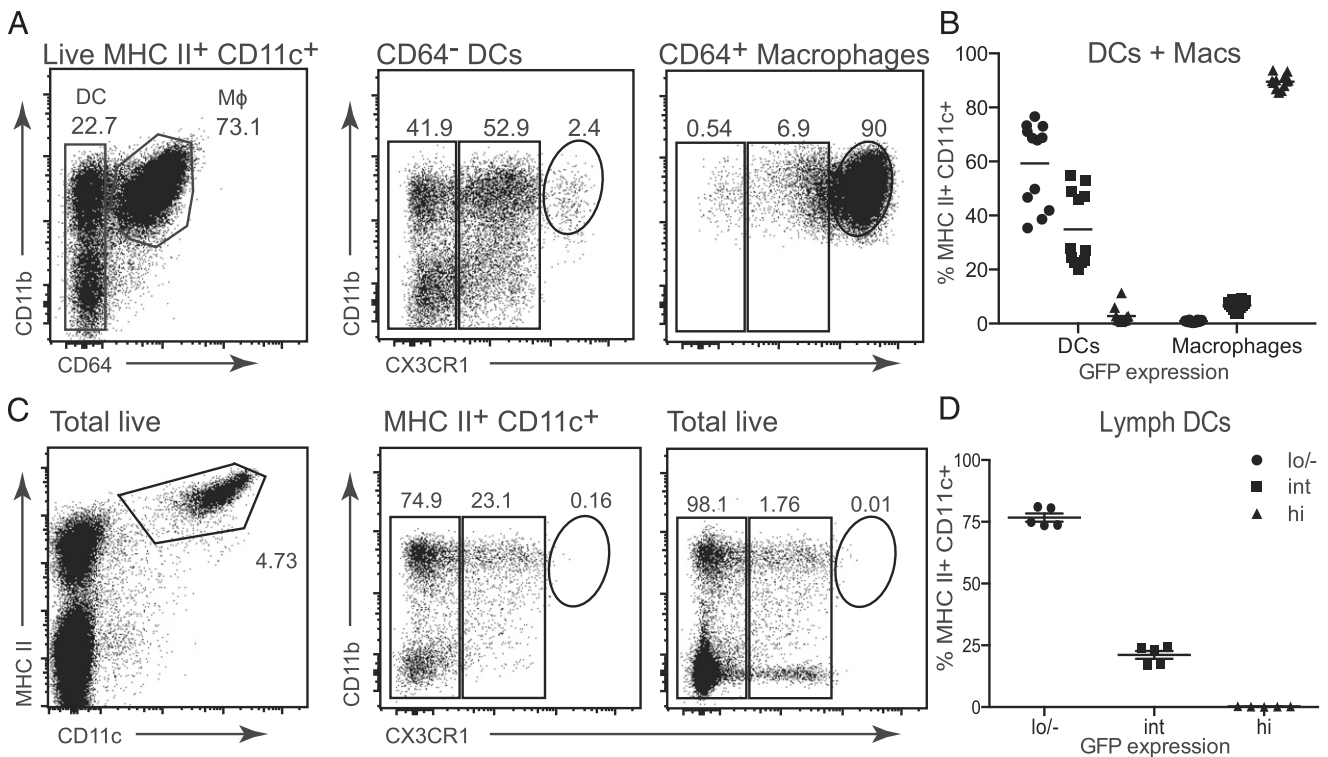 A
Live MHC II+ CD11c+
CD64- DCs
CD64+ Macrophages
DC
22.7
Mϕ
73.1
41.9
52.9
2.4
0.54
6.9
90
CD11b
CD11b
CD64
CX3CR1
B
DCs + Macs
100
80
60
40
20
0
% MHC II+ CD11c+
DCs
Macrophages
GFP expression
C
Total live
MHC II+ CD11c+
Total live
4.73
74.9
23.1
0.16
98.1
1.76
0.01
MHC II
CD11b
CD11c
CX3CR1
D
Lymph DCs
lo/-
int
hi
100
75
50
25
0
% MHC II+ CD11c+
lo/-
int
hi
GFP expression